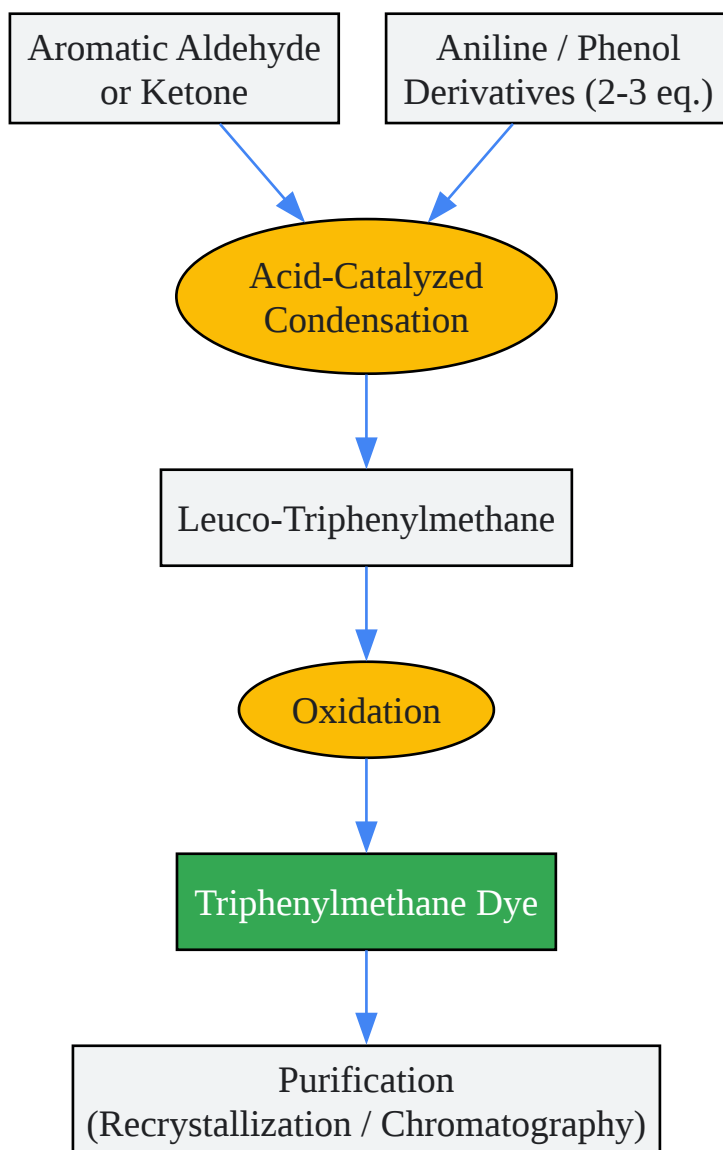 Aromatic Aldehyde
or Ketone
Aniline / Phenol
Derivatives (2-3 eq.)
Acid-Catalyzed
Condensation
Leuco-Triphenylmethane
Oxidation
Triphenylmethane Dye
Purification
(Recrystallization / Chromatography)